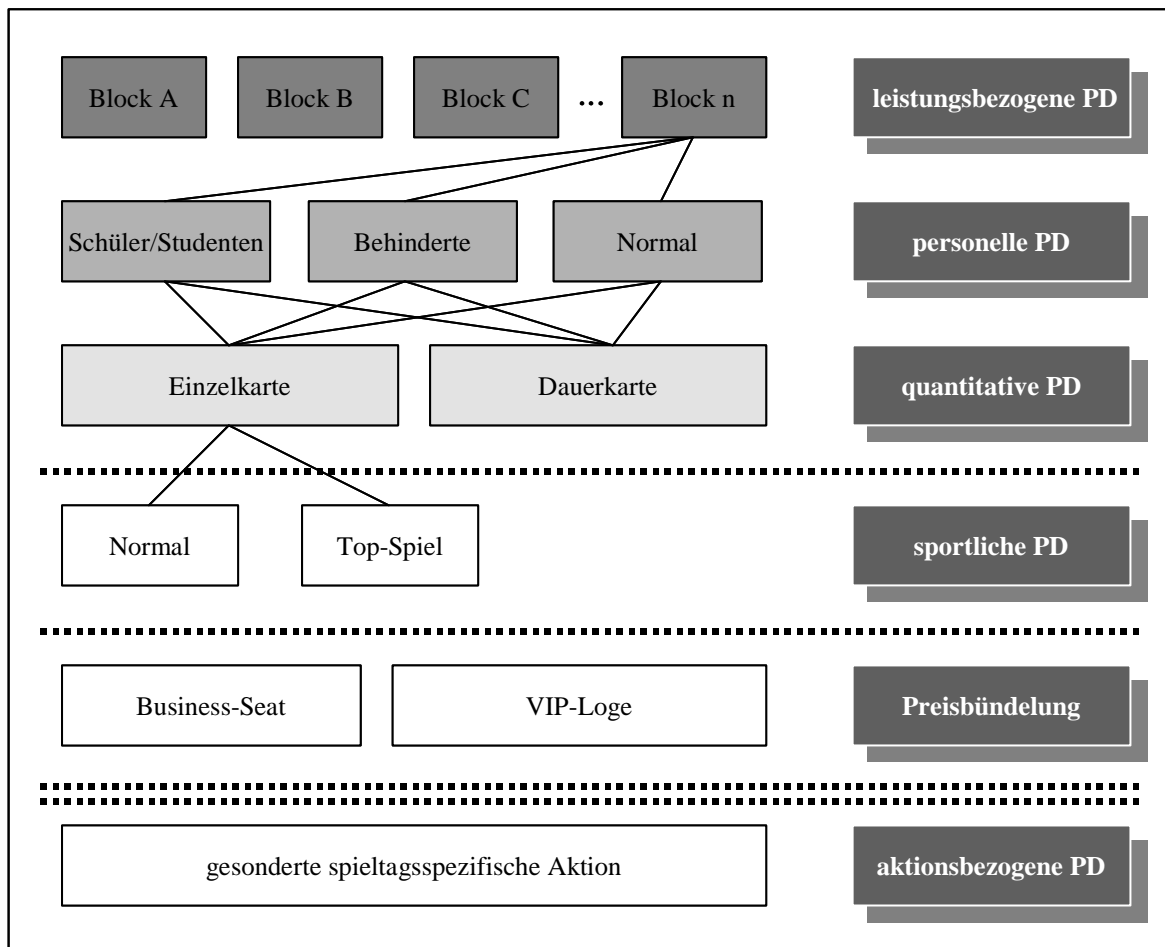 Block A Block B Block C ... Block n leistungsbezogene PD
Schüler/Studenten Behinderte Normal personelle PD
Einzelkarte Dauerkarte quantitative PD
Normal Top-Spiel sportliche PD
Business-Seat VIP-Loge Preisbündelung
gesonderte spieltagsspezifische Aktion aktionsbezogene PD